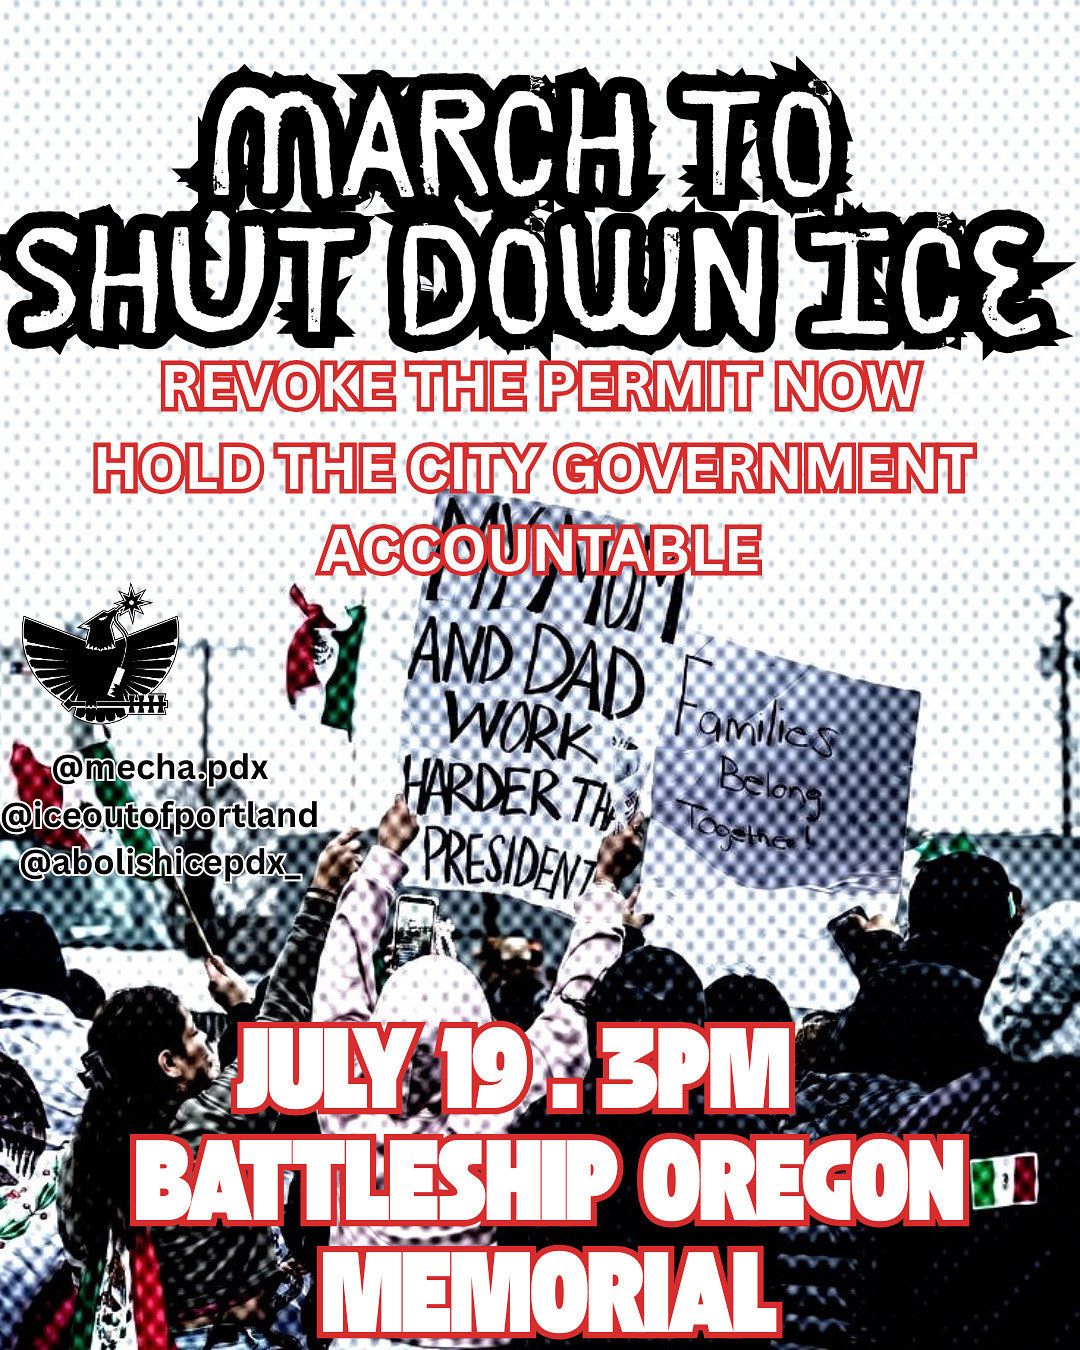 MARCH TO
SHUT DOWN ICE
REVOKE THE PERMIT NOW
HOLD THE CITY GOVERNMENT
ACCOUNTABLE
MY MOM
AND DAD
WORK
HARDER TH
PRESIDENT
Families
Belong
Together!
@mecha.pdx
@iceoutofportland
@abolishicepdx_
JULY 19 . 3PM
BATTLESHIP OREGON
MEMORIAL